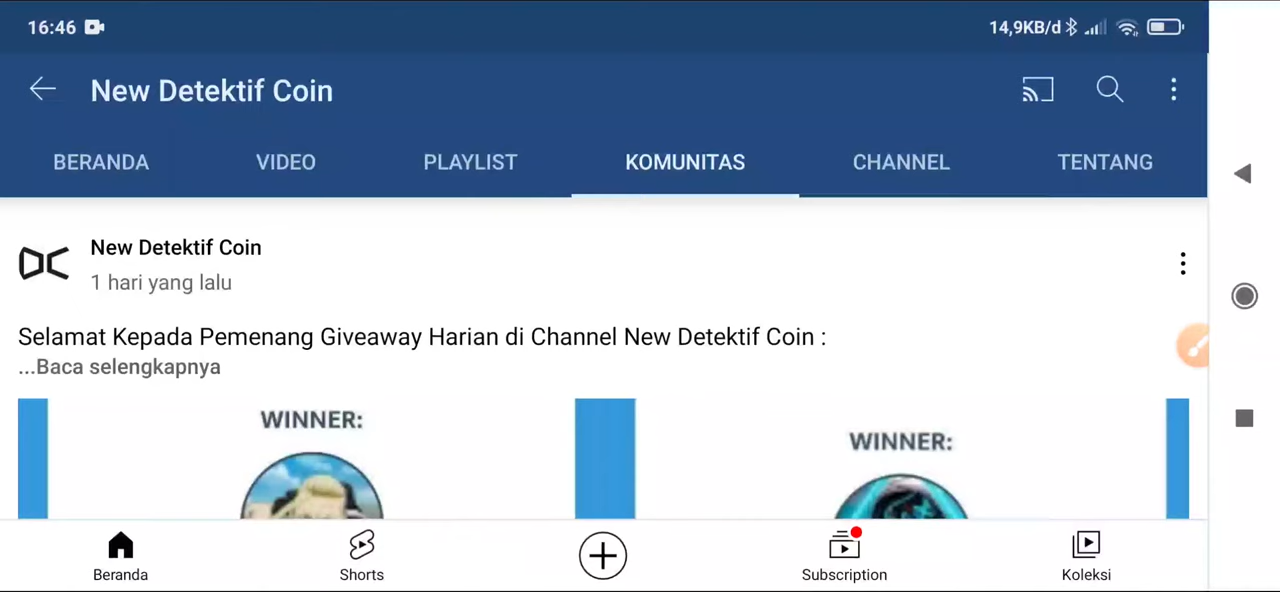 16:46
14,9KB/d
New Detektif Coin
BERANDA VIDEO PLAYLIST KOMUNITAS CHANNEL TENTANG
New Detektif Coin
1 hari yang lalu
Selamat Kepada Pemenang Giveaway Harian di Channel New Detektif Coin :
...Baca selengkapnya
WINNER:
WINNER:
Beranda Shorts Subscription Koleksi